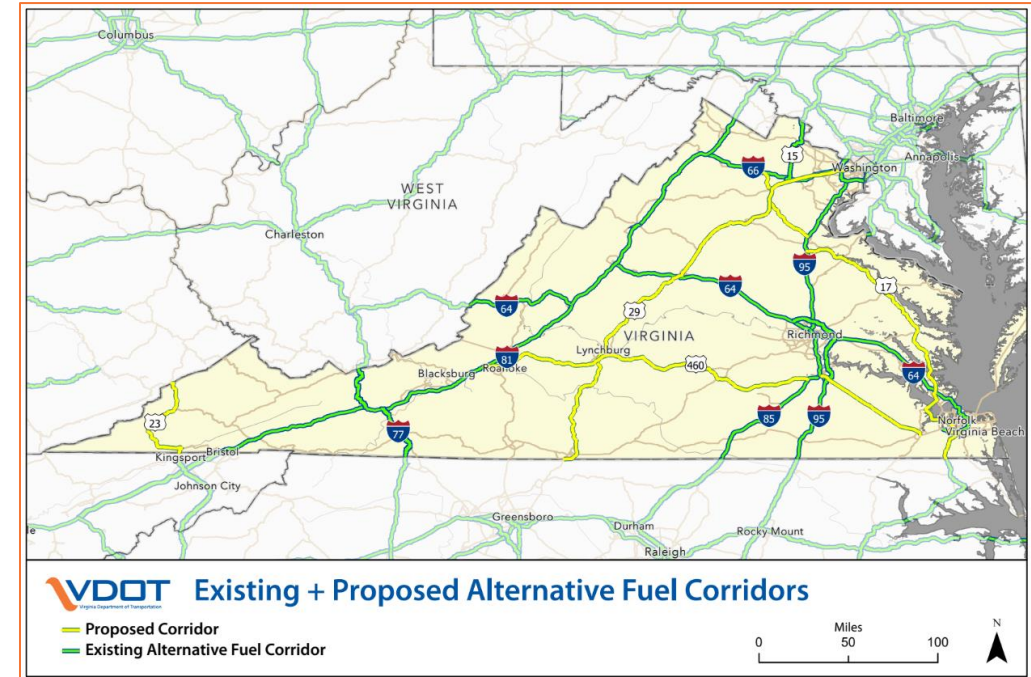 Columbus
Baltimore
15
Annapolis
66
Washington
WEST
VIRGINIA
Charleston
95
64
17
64
29
VIRGINIA
Richmond
Lynchburg
81
460
Blacksburg
Roanoke
64
23
77
85
95
Norfolk
Virginia Beach
Bristol
Kingsport
Johnson City
Greensboro
Durham
Rocky Mount
Raleigh
le
VDOT
Virginia Department of Transportation
Existing + Proposed Alternative Fuel Corridors
Proposed Corridor
Existing Alternative Fuel Corridor
Miles
0 50 100
N